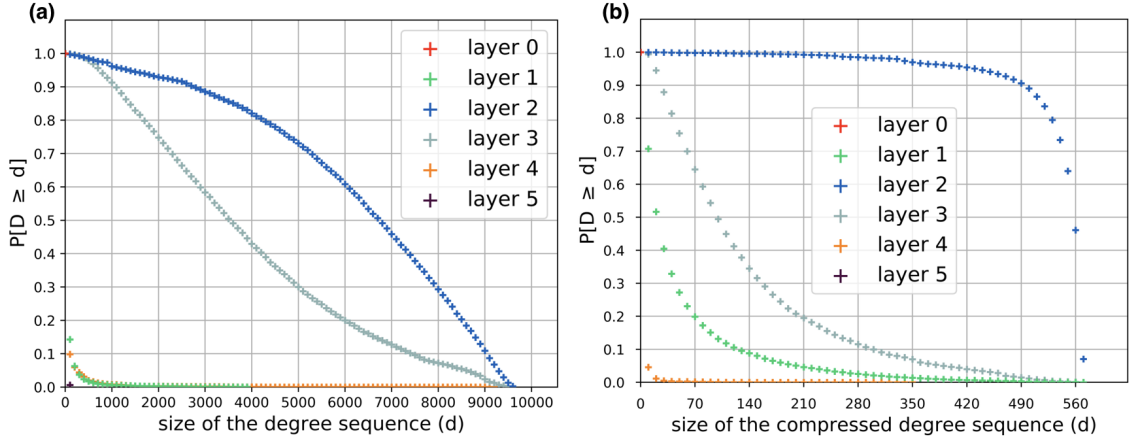 (a)
P[D ≥ d]
1.0
0.9
0.8
0.7
0.6
0.5
0.4
0.3
0.2
0.1
0.0
layer 0
layer 1
layer 2
layer 3
layer 4
layer 5
0 1000 2000 3000 4000 5000 6000 7000 8000 9000 10000
size of the degree sequence (d)
(b)
P[D ≥ d]
1.0
0.9
0.8
0.7
0.6
0.5
0.4
0.3
0.2
0.1
0.0
layer 0
layer 1
layer 2
layer 3
layer 4
layer 5
0 70 140 210 280 350 420 490 560
size of the compressed degree sequence (d)